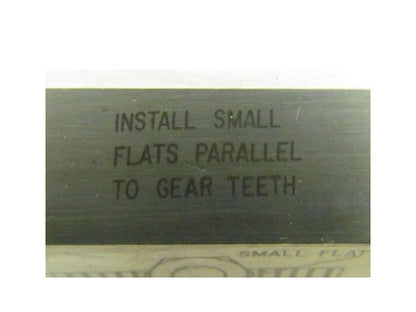 INSTALL SMALL
FLATS PARALLEL
TO GEAR TEETH
SMALL FLAT